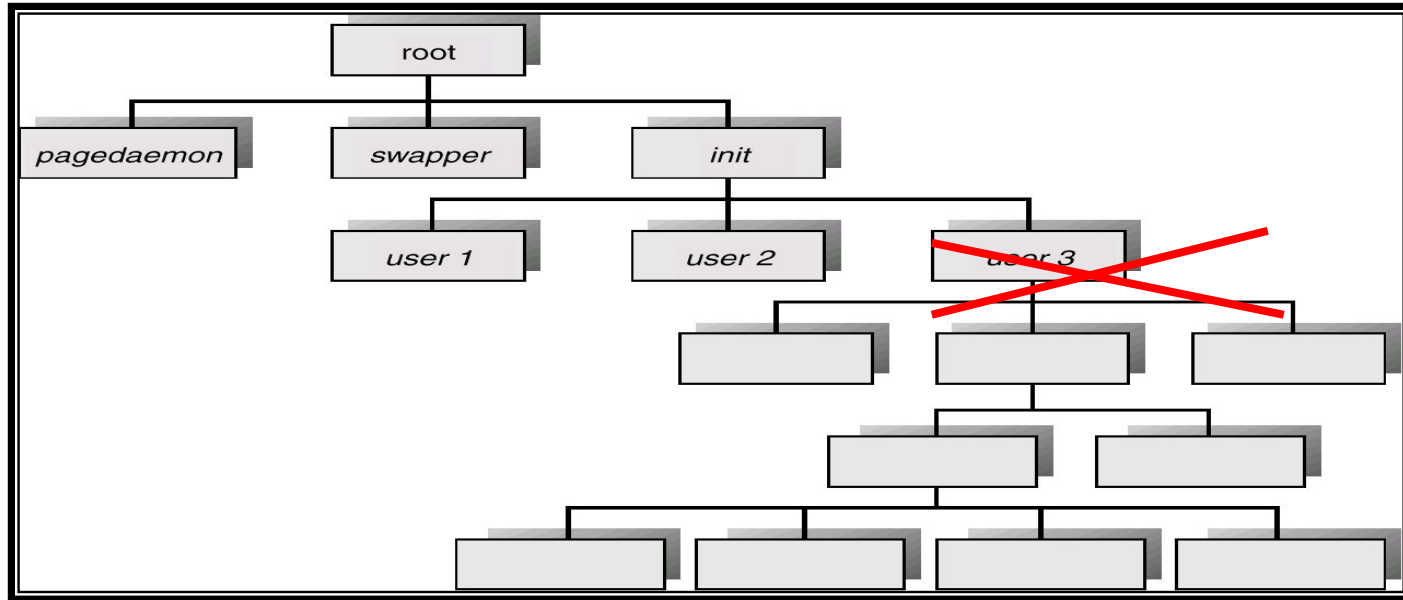 root
pagedaemon
swapper
init
user 1
user 2
user 3